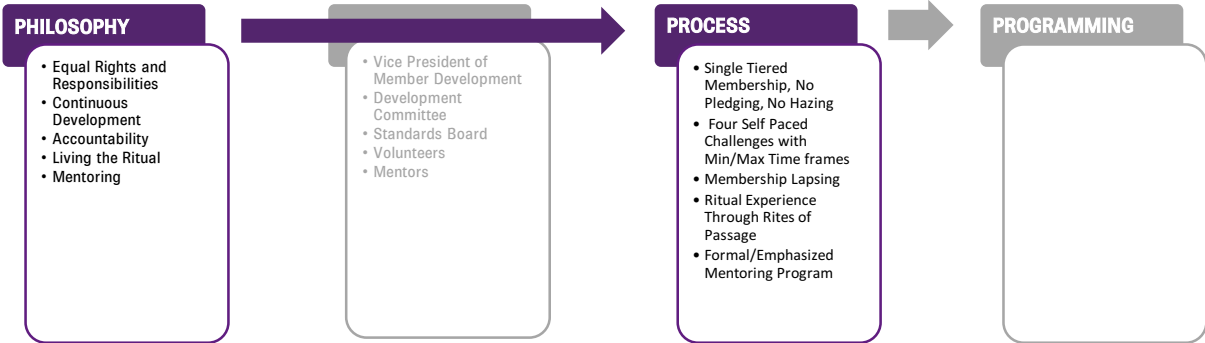 PHILOSOPHY
• Equal Rights and
Responsibilities
• Continuous
Development
• Accountability
• Living the Ritual
• Mentoring
• Vice President of
Member Development
• Development
Committee
• Standards Board
• Volunteers
• Mentors
PROCESS
• Single Tiered
Membership, No
Pledging, No Hazing
• Four Self Paced
Challenges with
Min/Max Time frames
• Membership Lapsing
• Ritual Experience
Through Rites of
Passage
• Formal/Emphasized
Mentoring Program
PROGRAMMING